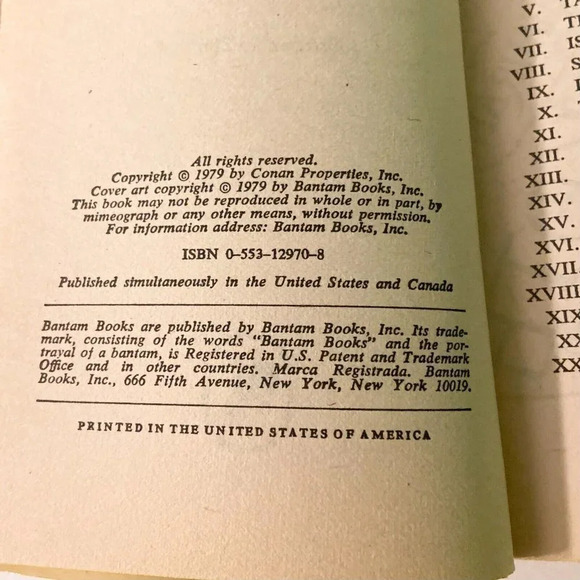 All rights reserved.
Copyright © 1979 by Conan Properties, Inc.
Cover art copyright © 1979 by Bantam Books, Inc.
This book may not be reproduced in whole or in part, by
mimeograph or any other means, without permission.
For information address: Bantam Books, Inc.
ISBN 0-553-12970-8
Published simultaneously in the United States and Canada
Bantam Books are published by Bantam Books, Inc. Its trade-
mark, consisting of the words "Bantam Books" and the por-
trayal of a bantam, is Registered in U.S. Patent and Trademark
Office and in other countries. Marca Registrada. Bantam
Books, Inc., 666 Fifth Avenue, New York, New York 10019.
PRINTED IN THE UNITED STATES OF AMERICA
V.
VI.
VII.
VIII.
IX.
X.
XI.
XII.
XIII.
XIV.
XV.
XVI.
XVII.
XVIII
XIX
XX
XX